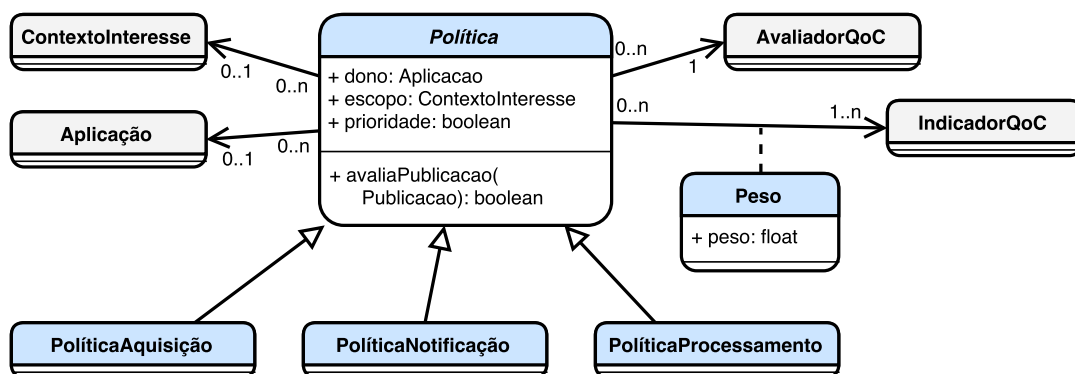 ContextoInteresse
Política
AvaliadorQoC
0..n
0..1
1
+ dono: Aplicacao
0..n
+ escopo: ContextoInteresse
0..n
1..n
IndicadorQoC
Aplicação
+ prioridade: boolean
0..1
0..n
+ avaliaPublicacao(
Publicacao): boolean
Peso
+ peso: float
PolíticaAquisição
PolíticaNotificação
PolíticaProcessamento